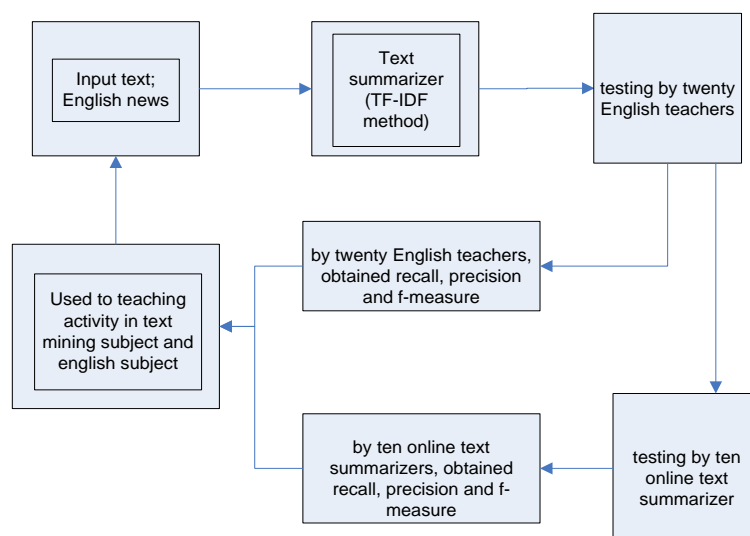 Input text;
English news
Text
summarizer
(TF-IDF
method)
testing by twenty
English teachers
by twenty English teachers,
obtained recall, precision
and f-measure
Used to teaching
activity in text
mining subject and
english subject
by ten online text
summarizers, obtained
recall, precision and f-
measure
testing by ten
online text
summarizer